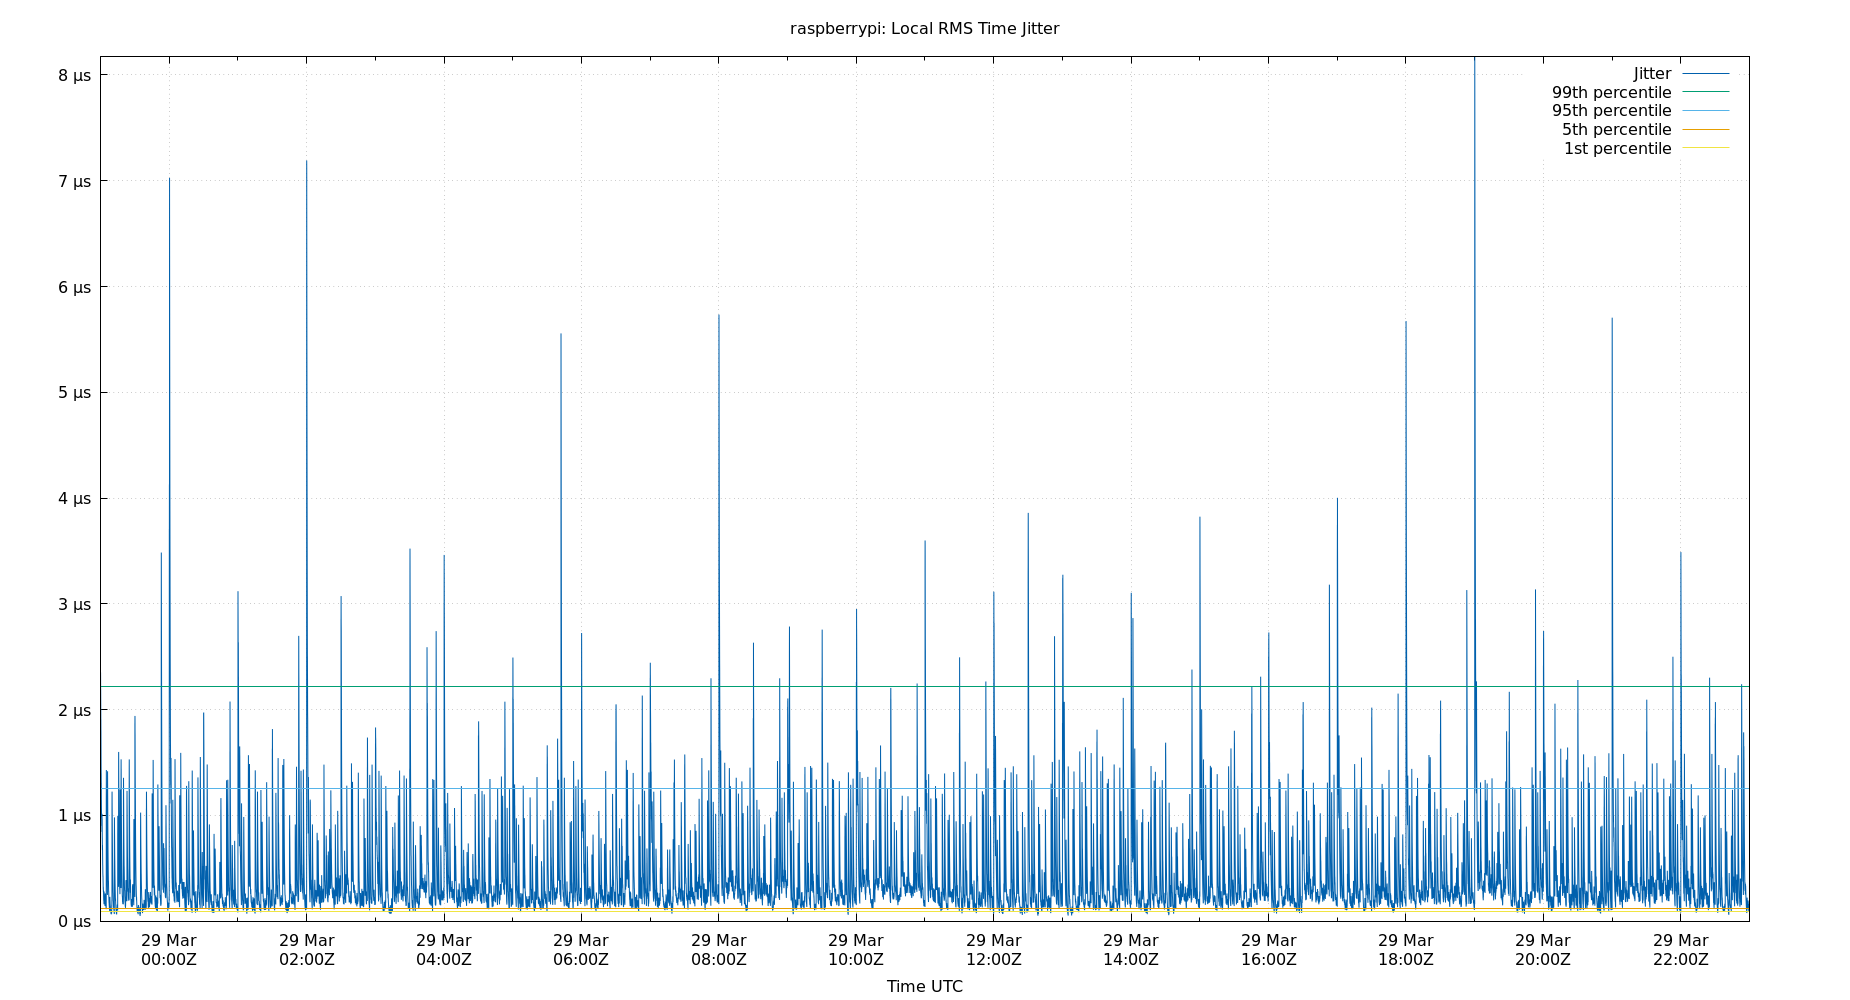 raspberrypi: Local RMS Time Jitter
8 μs
7 μs
6 μs
5 μs
4 μs
3 μs
2 μs
1 μs
0 μs
Jitter
99th percentile
95th percentile
5th percentile
1st percentile
29 Mar 29 Mar 29 Mar 29 Mar 29 Mar 29 Mar 29 Mar 29 Mar 29 Mar 29 Mar 29 Mar 29 Mar
00:00Z 02:00Z 04:00Z 06:00Z 08:00Z 10:00Z 12:00Z 14:00Z 16:00Z 18:00Z 20:00Z 22:00Z
Time UTC